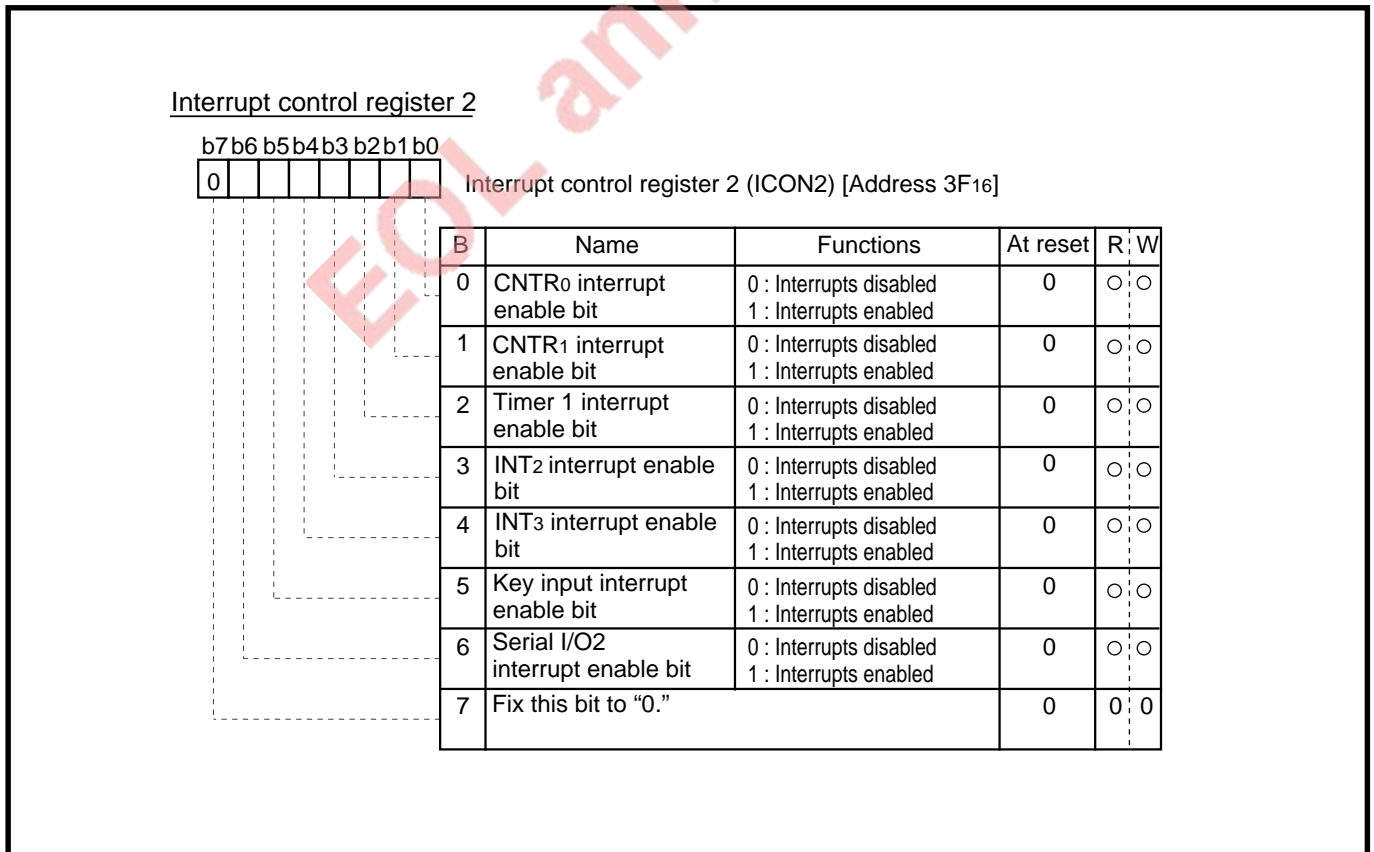 EOL ann
Interrupt control register 2
b7 b6 b5 b4 b3 b2 b1 b0
0
Interrupt control register 2 (ICON2) [Address 3F16]
B Name Functions At reset R W
0 CNTR0 interrupt enable bit 0 : Interrupts disabled 0 ○ ○
1 : Interrupts enabled
1 CNTR1 interrupt enable bit 0 : Interrupts disabled 0 ○ ○
1 : Interrupts enabled
2 Timer 1 interrupt enable bit 0 : Interrupts disabled 0 ○ ○
1 : Interrupts enabled
3 INT2 interrupt enable bit 0 : Interrupts disabled 0 ○ ○
1 : Interrupts enabled
4 INT3 interrupt enable bit 0 : Interrupts disabled 0 ○ ○
1 : Interrupts enabled
5 Key input interrupt enable bit 0 : Interrupts disabled 0 ○ ○
1 : Interrupts enabled
6 Serial I/O2 interrupt enable bit 0 : Interrupts disabled 0 ○ ○
1 : Interrupts enabled
7 Fix this bit to “0.” 0 0 0